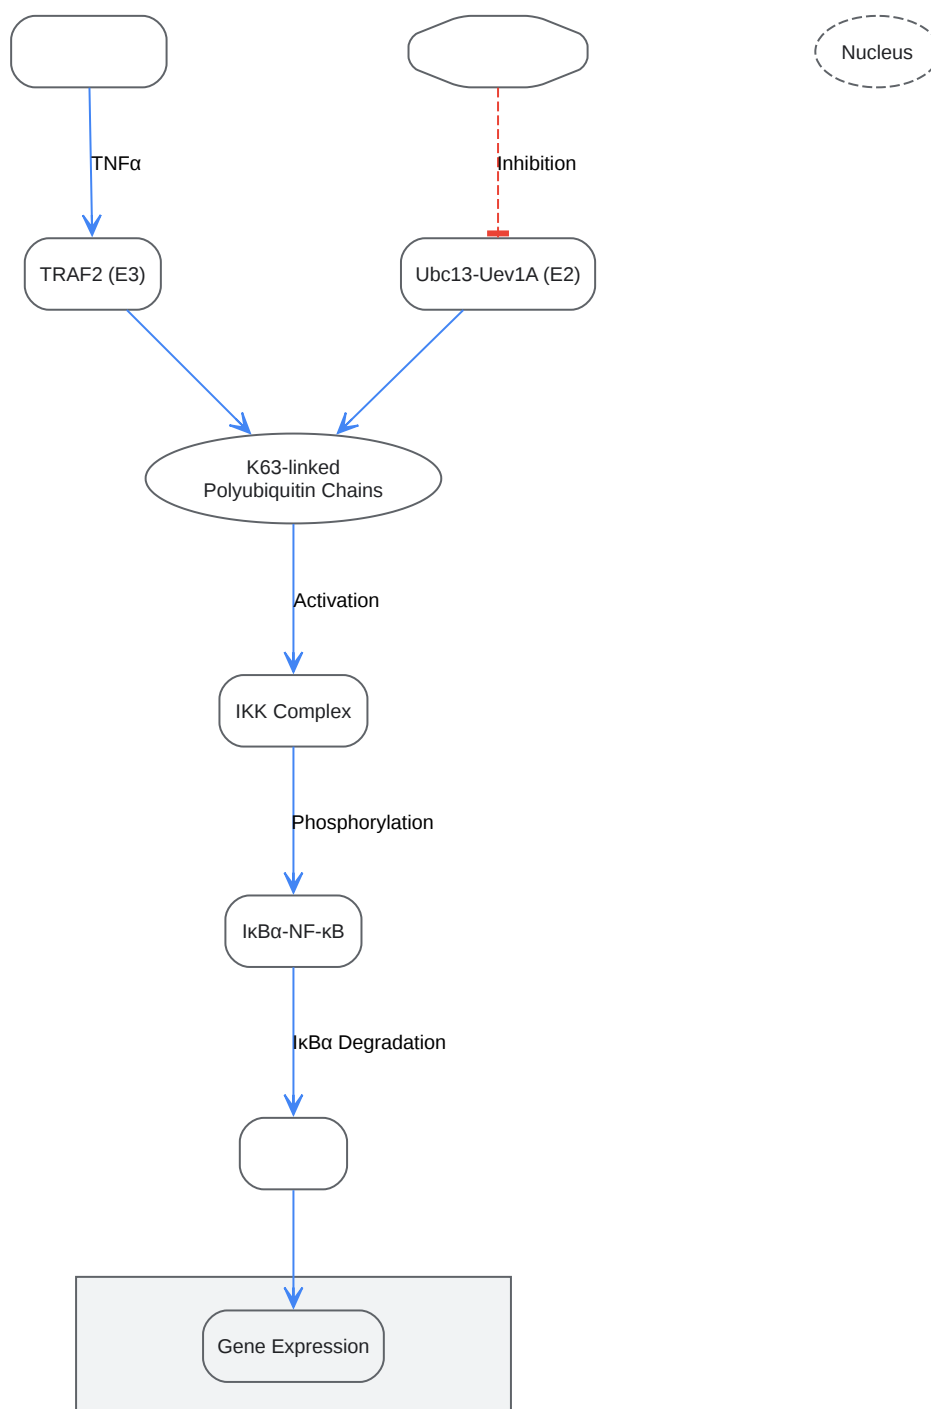 Nucleus
TNFα
Inhibition
TRAF2 (E3)
Ubc13-Uev1A (E2)
K63-linked
Polyubiquitin Chains
Activation
IKK Complex
Phosphorylation
IκBα-NF-κB
IκBα Degradation
Gene Expression